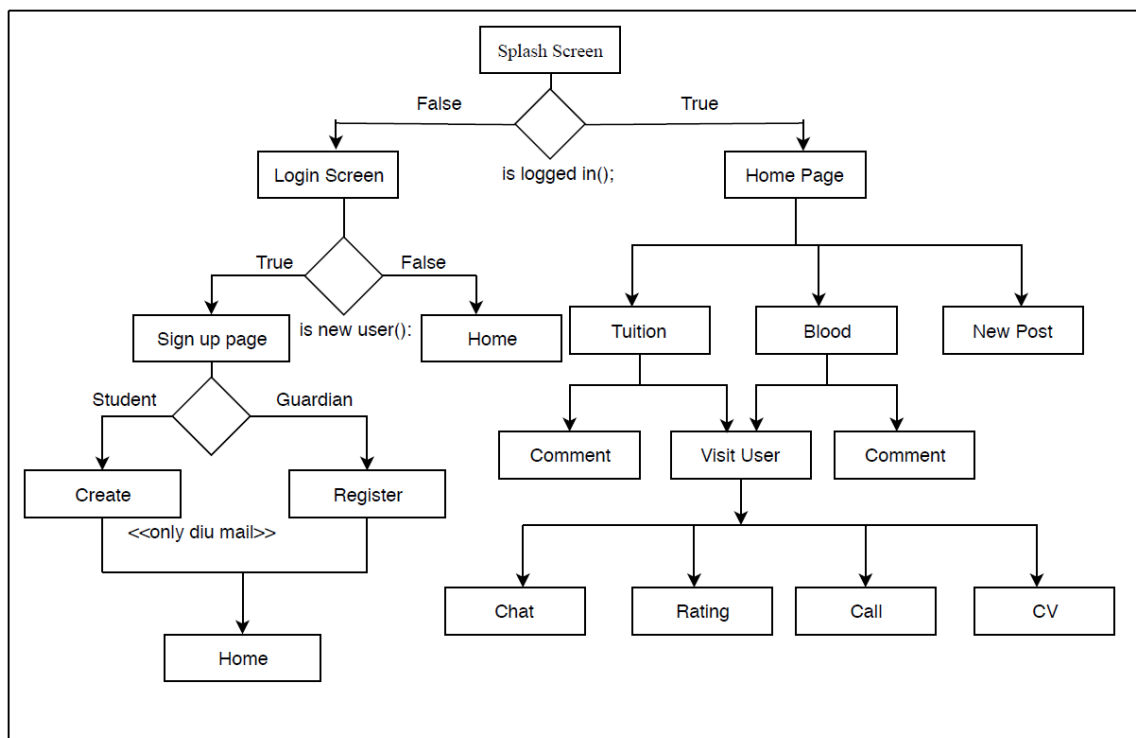 Splash Screen
False
True
is logged in();
Login Screen
Home Page
True
False
is new user():
Sign up page
Home
Tuition
Blood
New Post
Student
Guardian
Comment
Visit User
Comment
Create
Register
<<only diu mail>>
Chat
Rating
Call
CV
Home